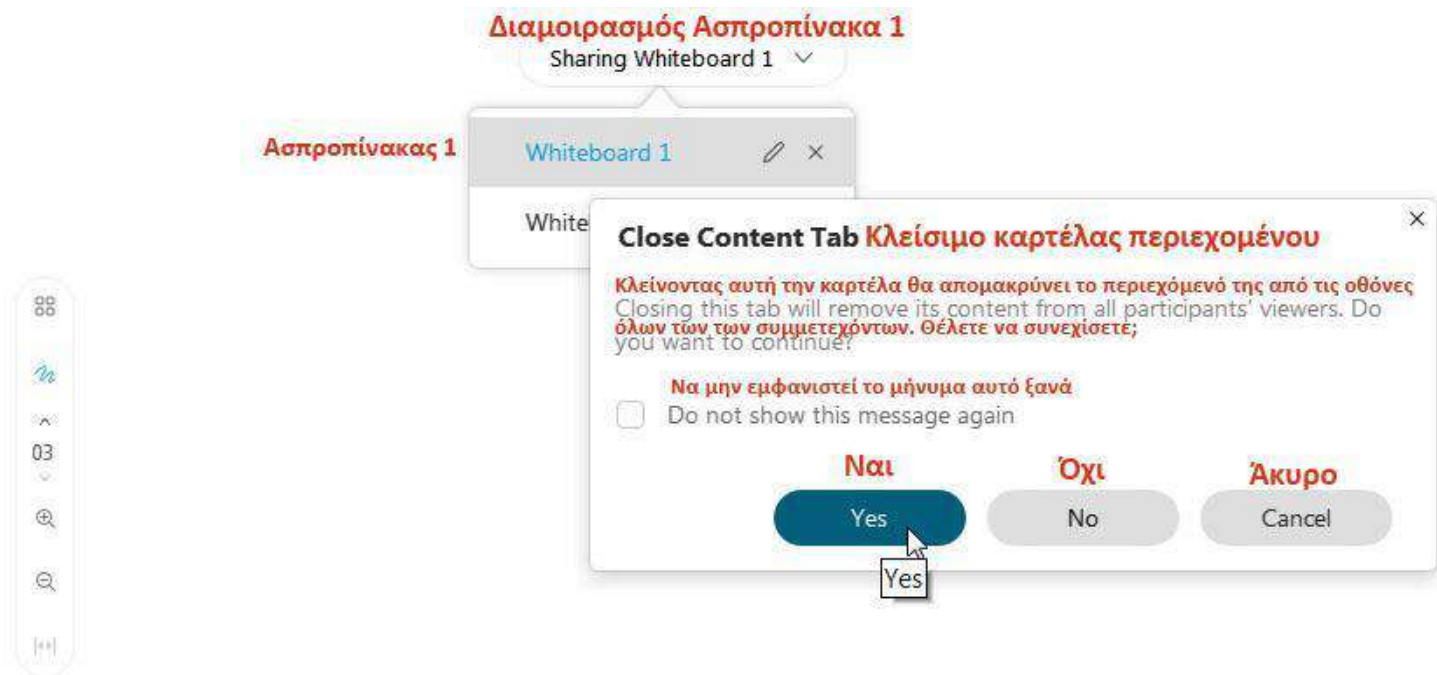 Διαμοιρασμός Ασπροπίνακα 1
Sharing Whiteboard 1
Ασπροπίνακας 1
Whiteboard 1
White
Close Content Tab Κλείσιμο καρτέλας περιεχομένου
Κλείνοντας αυτή την καρτέλα θα απομακρύνει το περιεχόμενό της από τις οθόνες
Closing this tab will remove its content from all participants' viewers. Do
όλων των των συμμετεχόντων. Θέλετε να συνεχίσετε;
you want to continue?
Να μην εμφανιστεί το μήνυμα αυτό ξανά
Do not show this message again
Ναι Όχι Άκυρο
Yes No Cancel
Yes
03